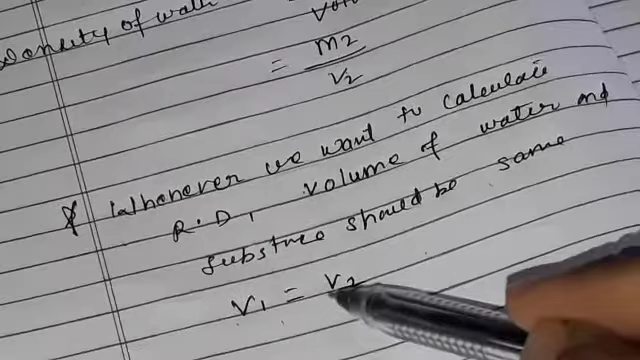 Density of water
= m2
v2
* Whenever we want to calculate
R.D, volume of water and
substnce should be same
V1 = V2